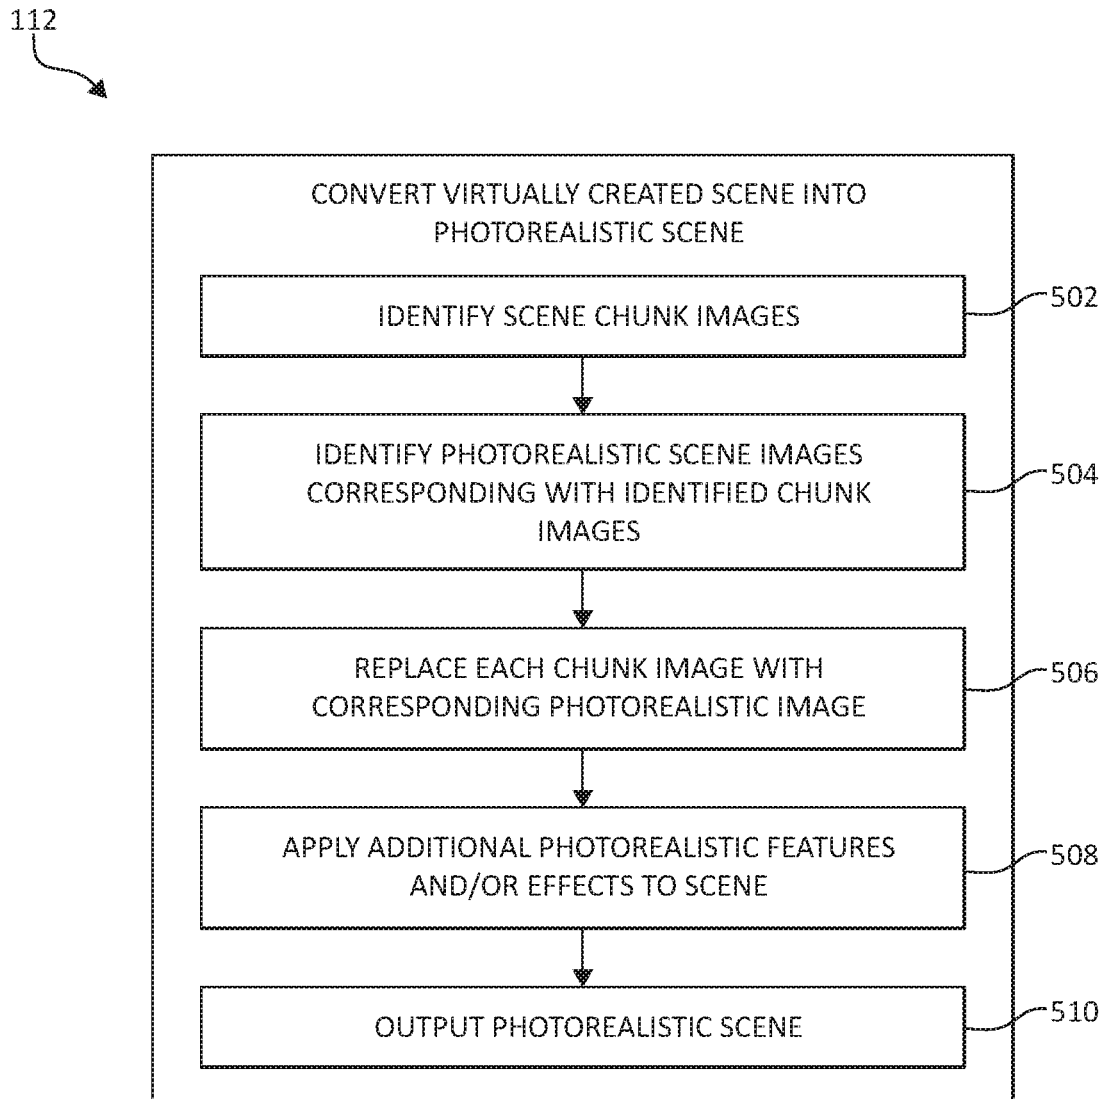 112
CONVERT VIRTUALLY CREATED SCENE INTO
PHOTOREALISTIC SCENE
IDENTIFY SCENE CHUNK IMAGES
502
IDENTIFY PHOTOREALISTIC SCENE IMAGES
CORRESPONDING WITH IDENTIFIED CHUNK
IMAGES
504
REPLACE EACH CHUNK IMAGE WITH
CORRESPONDING PHOTOREALISTIC IMAGE
506
APPLY ADDITIONAL PHOTOREALISTIC FEATURES
AND/OR EFFECTS TO SCENE
508
OUTPUT PHOTOREALISTIC SCENE
510